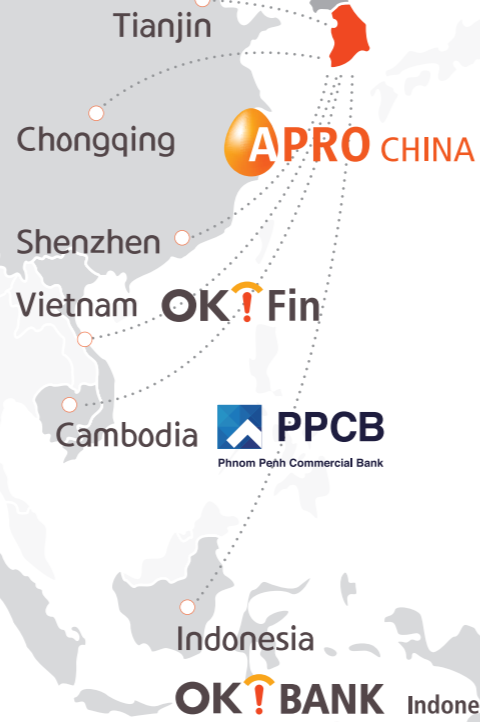 Tianjin
Chongqing
APRO CHINA
Shenzhen
Vietnam
OK! Fin
Cambodia
PPCB
Phnom Penh Commercial Bank
Indonesia
OK! BANK Indone